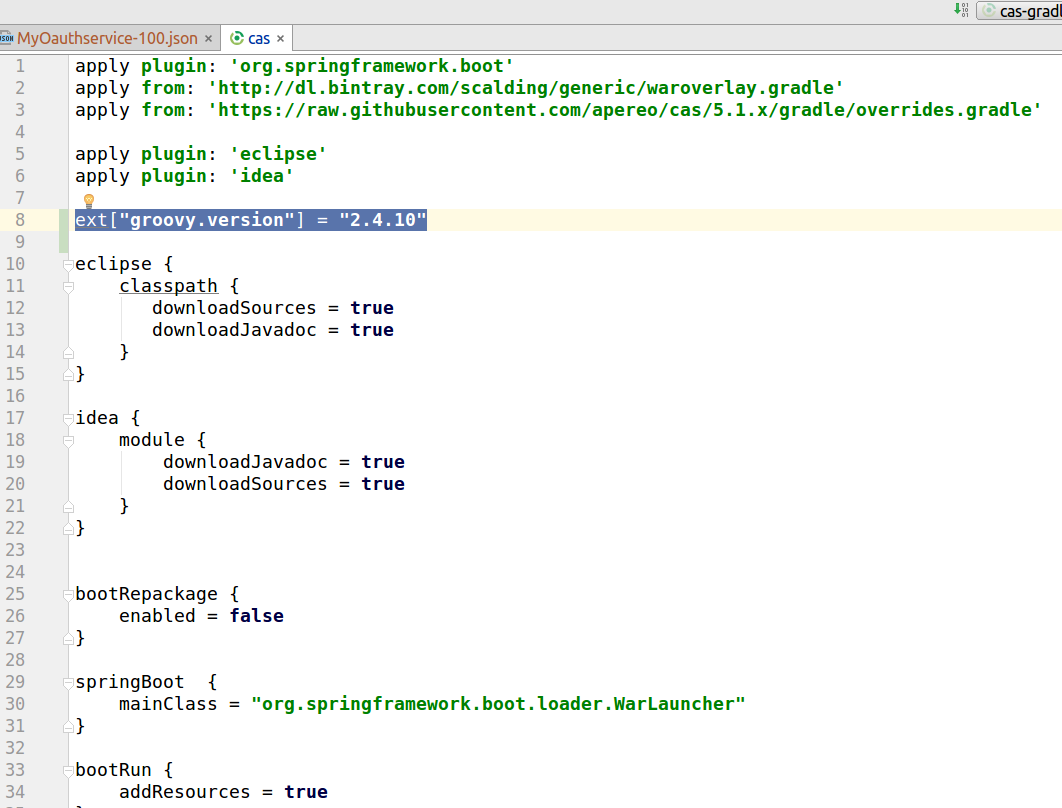 cas-gradl
MyOauthservice-100.json × cas ×
1 apply plugin: 'org.springframework.boot'
2 apply from: 'http://dl.bintray.com/scalding/generic/waroverlay.gradle'
3 apply from: 'https://raw.githubusercontent.com/apereo/cas/5.1.x/gradle/overrides.gradle'
4
5 apply plugin: 'eclipse'
6 apply plugin: 'idea'
7
8 ext["groovy.version"] = "2.4.10"
9
10 eclipse {
11     classpath {
12        downloadSources = true
13        downloadJavadoc = true
14     }
15 }
16
17 idea {
18     module {
19         downloadJavadoc = true
20         downloadSources = true
21     }
22 }
23
24
25 bootRepackage {
26     enabled = false
27 }
28
29 springBoot  {
30     mainClass = "org.springframework.boot.loader.WarLauncher"
31 }
32
33 bootRun {
34     addResources = true